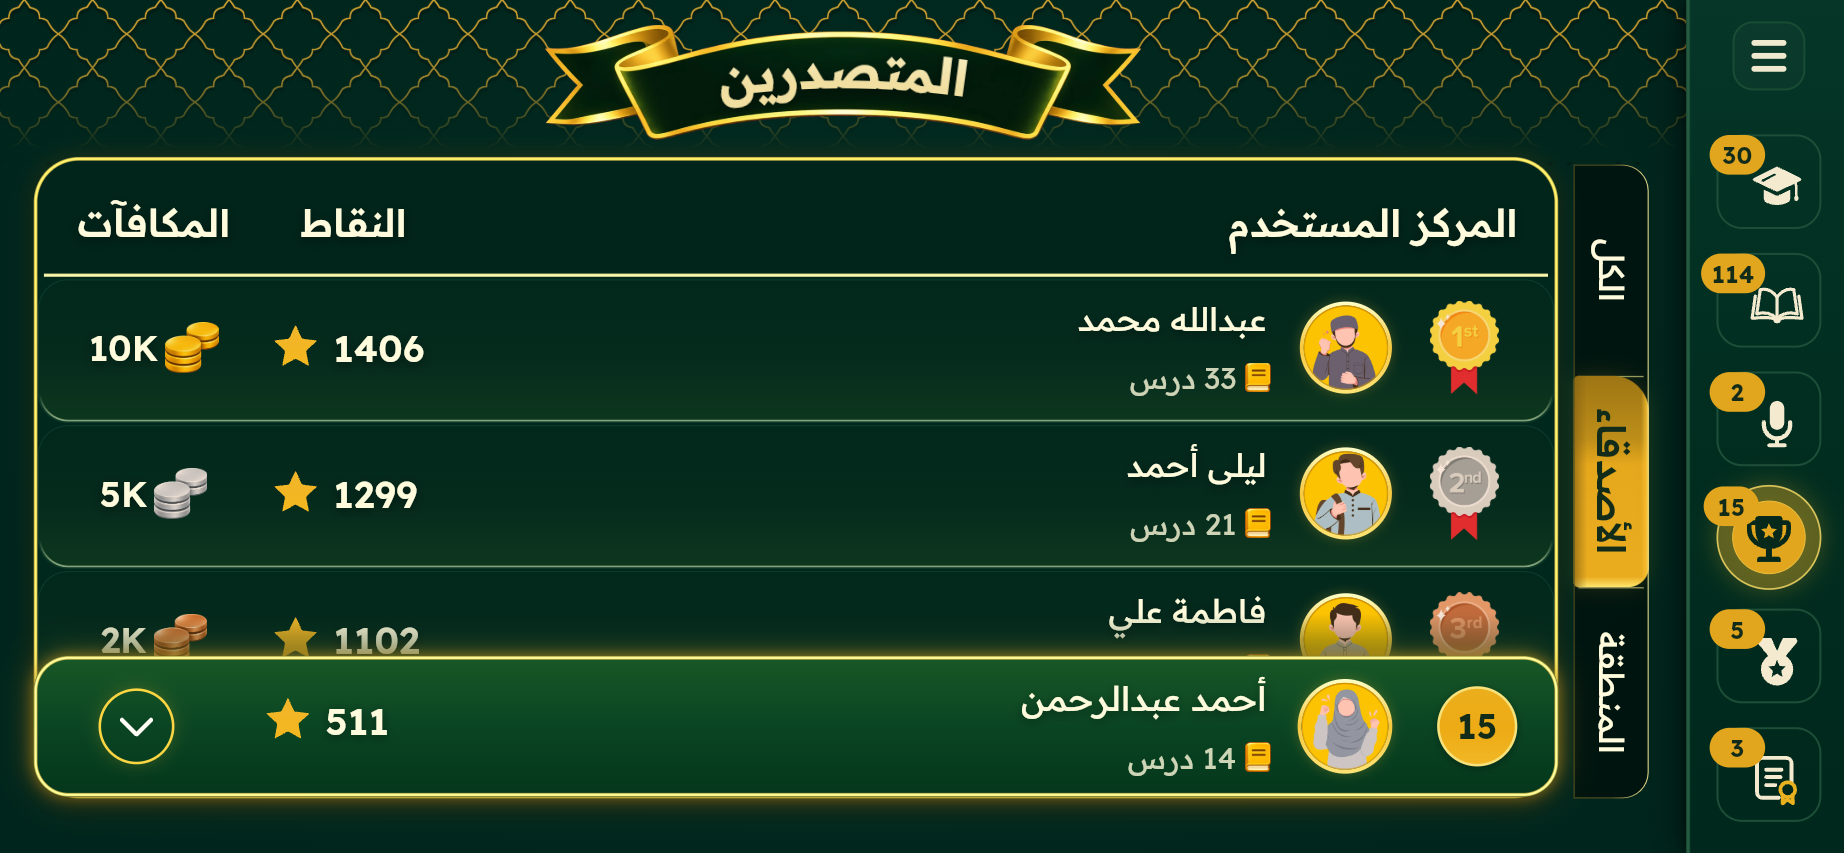 المتصدرين
المركز المستخدم النقاط المكافآت
1st
عبدالله محمد
33 درس
1406
10K
2nd
ليلى أحمد
21 درس
1299
5K
3rd
فاطمة علي
1102
2K
15
أحمد عبدالرحمن
14 درس
511
الكل
الأصدقاء
المنطقة
30
114
2
15
5
3